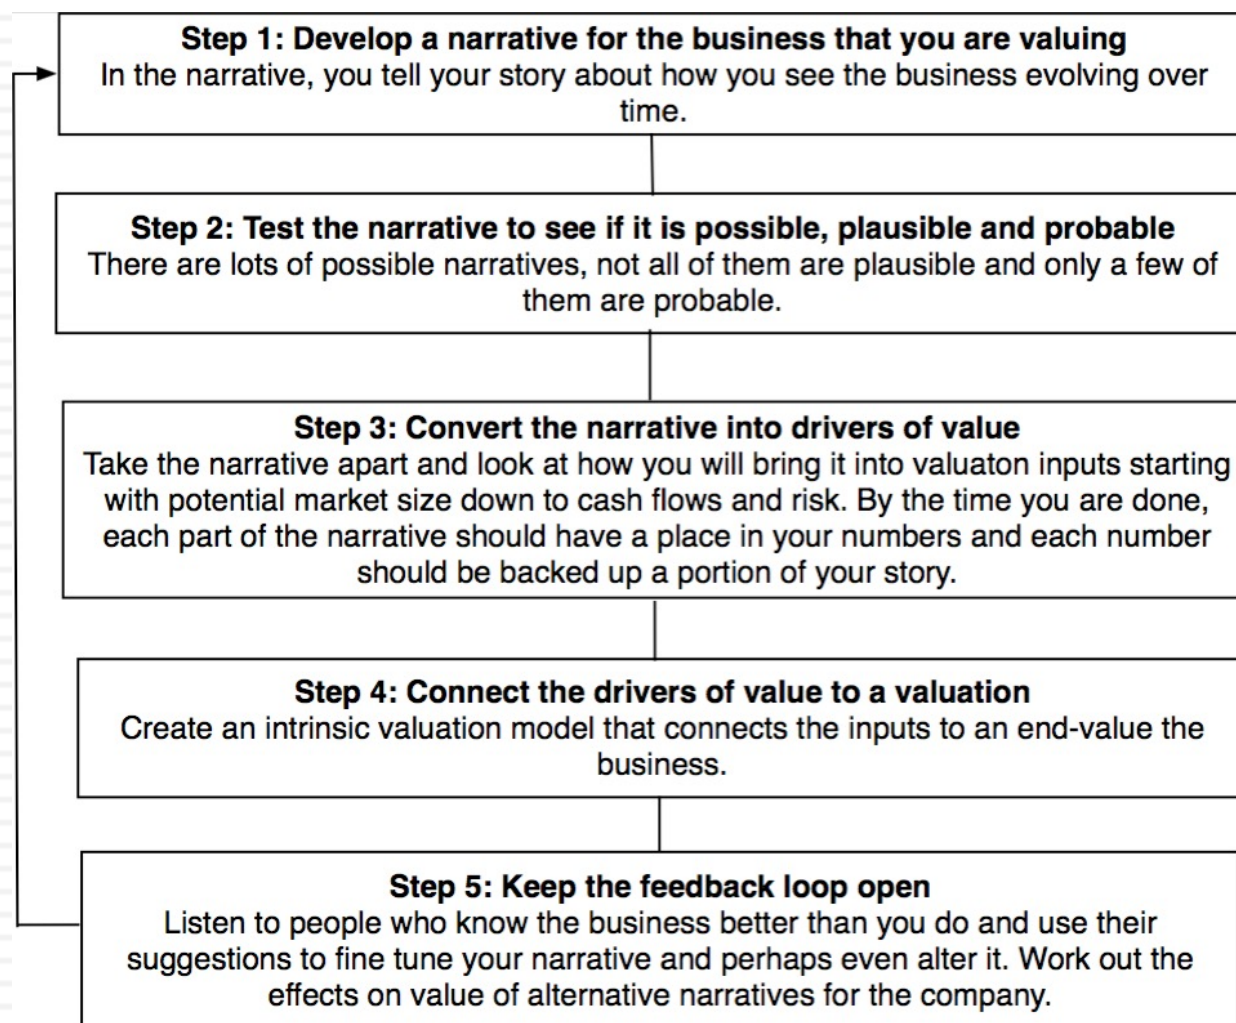 Step 1: Develop a narrative for the business that you are valuing
In the narrative, you tell your story about how you see the business evolving over
time.
Step 2: Test the narrative to see if it is possible, plausible and probable
There are lots of possible narratives, not all of them are plausible and only a few of
them are probable.
Step 3: Convert the narrative into drivers of value
Take the narrative apart and look at how you will bring it into valuaton inputs starting
with potential market size down to cash flows and risk. By the time you are done,
each part of the narrative should have a place in your numbers and each number
should be backed up a portion of your story.
Step 4: Connect the drivers of value to a valuation
Create an intrinsic valuation model that connects the inputs to an end-value the
business.
Step 5: Keep the feedback loop open
Listen to people who know the business better than you do and use their
suggestions to fine tune your narrative and perhaps even alter it. Work out the
effects on value of alternative narratives for the company.